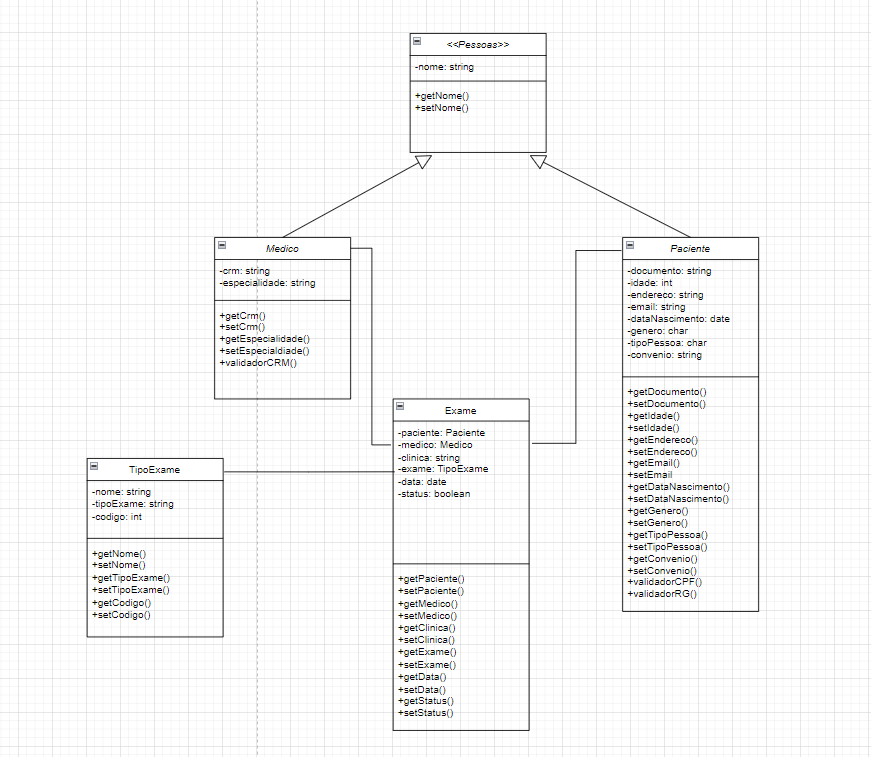 <<Pessoas>>
-nome: string
+getNome()
+setNome()
Medico
-crm: string
-especialidade: string
+getCrm()
+setCrm()
+getEspecialidade()
+setEspecialdiade()
+validadorCRM()
Paciente
-documento: string
-idade: int
-endereco: string
-email: string
-dataNascimento: date
-genero: char
-tipoPessoa: char
-convenio: string
+getDocumento()
+setDocumento()
+getIdade()
+setIdade()
+getEndereco()
+setEndereco()
+getEmail()
+setEmail
+getDataNascimento()
+setDataNascimento()
+getGenero()
+setGenero()
+getTipoPessoa()
+setTipoPessoa()
+getConvenio()
+setConvenio()
+validadorCPF()
+validadorRG()
Exame
-paciente: Paciente
-medico: Medico
-clinica: string
-exame: TipoExame
-data: date
-status: boolean
+getPaciente()
+setPaciente()
+getMedico()
+setMedico()
+getClinica()
+setClinica()
+getExame()
+setExame()
+getData()
+setData()
+getStatus()
+setStatus()
TipoExame
-nome: string
-tipoExame: string
-codigo: int
+getNome()
+setNome()
+getTipoExame()
+setTipoExame()
+getCodigo()
+setCodigo()